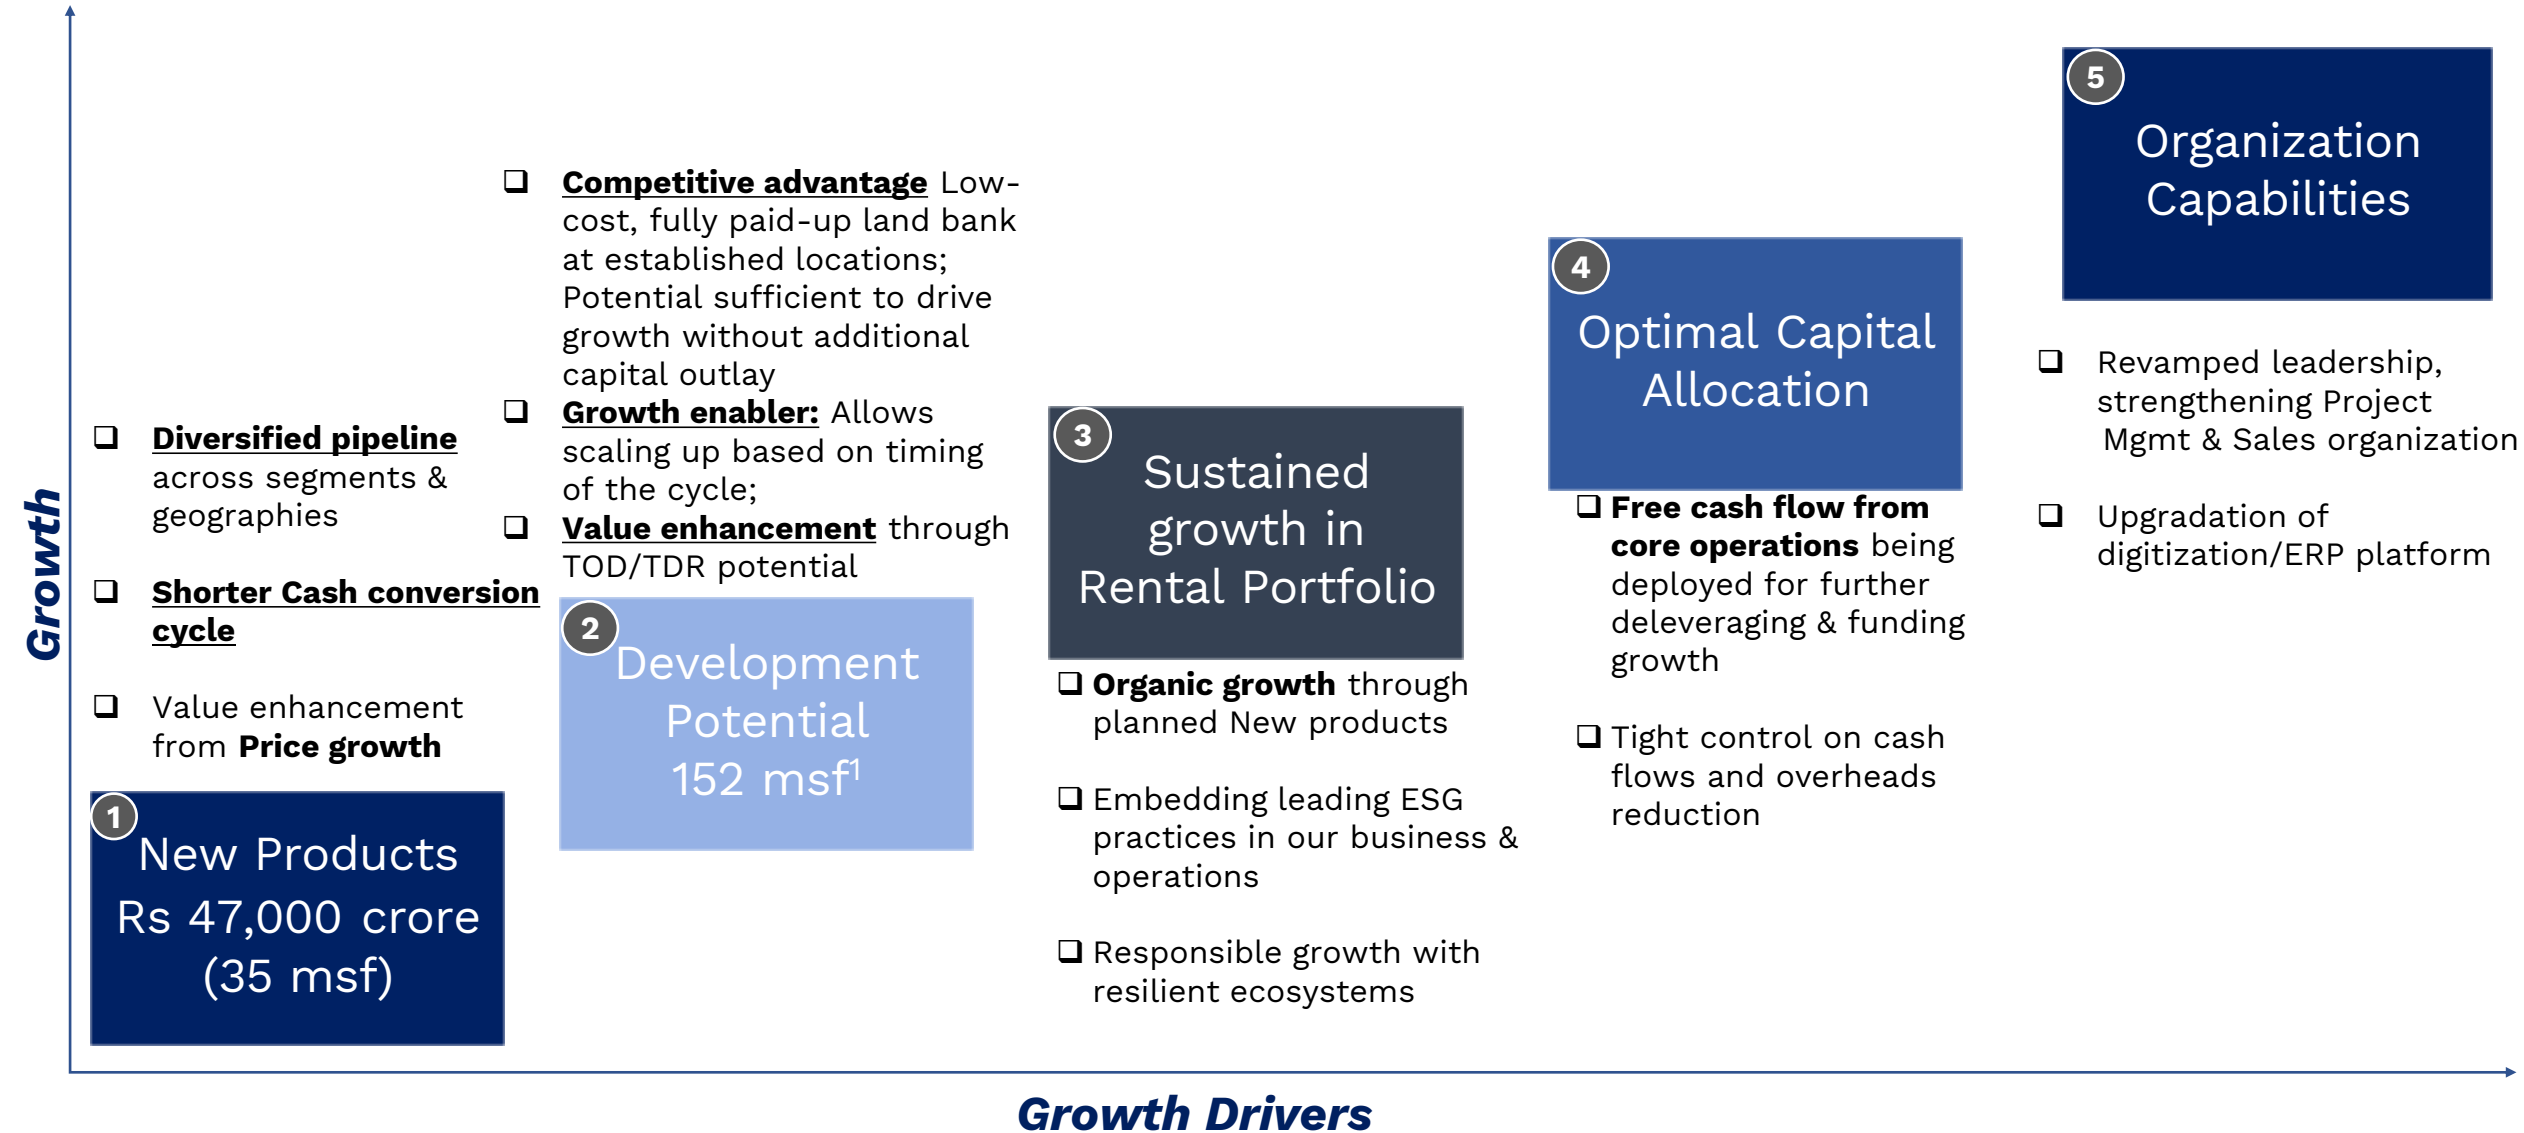 Growth
❑ Diversified pipeline
across segments &
geographies
❑ Shorter Cash conversion
cycle
❑ Value enhancement
from Price growth
1
New Products
Rs 47,000 crore
(35 msf)
❑ Competitive advantage Low-
cost, fully paid-up land bank
at established locations;
Potential sufficient to drive
growth without additional
capital outlay
❑ Growth enabler: Allows
scaling up based on timing
of the cycle;
❑ Value enhancement through
TOD/TDR potential
2
Development
Potential
152 msf¹
3
Sustained
growth in
Rental Portfolio
❑ Organic growth through
planned New products
❑ Embedding leading ESG
practices in our business &
operations
❑ Responsible growth with
resilient ecosystems
4
Optimal Capital
Allocation
❑ Free cash flow from
core operations being
deployed for further
deleveraging & funding
growth
❑ Tight control on cash
flows and overheads
reduction
5
Organization
Capabilities
❑ Revamped leadership,
strengthening Project
Mgmt & Sales organization
❑ Upgradation of
digitization/ERP platform
Growth Drivers